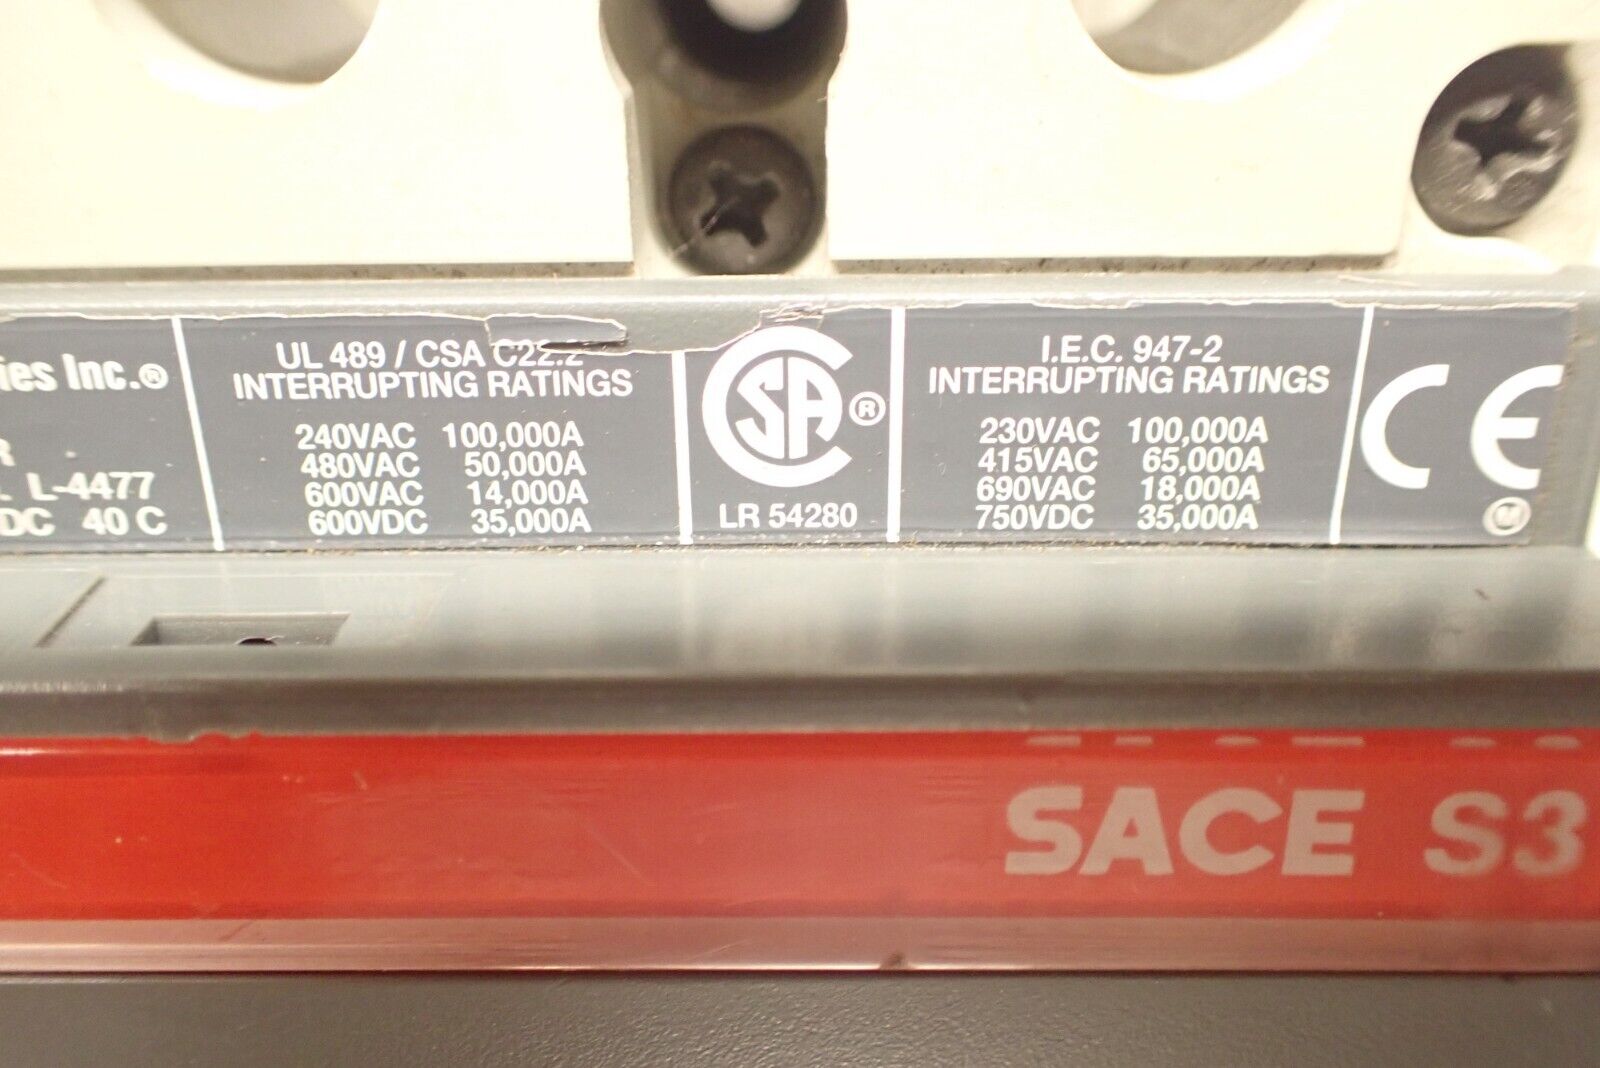 ies Inc.®
R
L-4477
DC 40 C
UL 489 / CSA C22.2
INTERRUPTING RATINGS
240VAC 100,000A
480VAC 50,000A
600VAC 14,000A
600VDC 35,000A
CSA ®
LR 54280
I.E.C. 947-2
INTERRUPTING RATINGS
230VAC 100,000A
415VAC 65,000A
690VAC 18,000A
750VDC 35,000A
CE
M
SACE S3